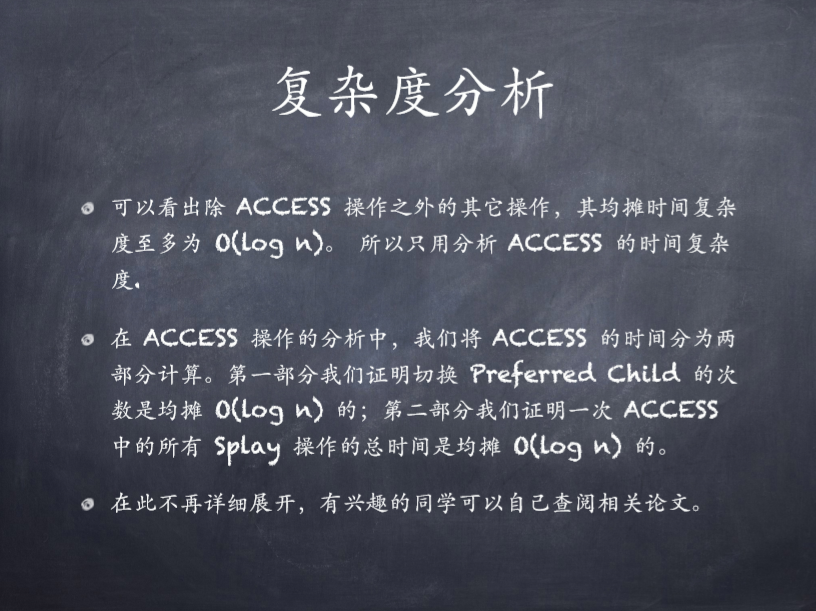 复杂度分析
可以看出除 ACCESS 操作之外的其它操作，其均摊时间复杂
度至多为 O(log n)。 所以只用分析 ACCESS 的时间复杂
度.
在 ACCESS 操作的分析中，我们将 ACCESS 的时间分为两
部分计算。第一部分我们证明切换 Preferred Child 的次
数是均摊 O(log n) 的；第二部分我们证明一次 ACCESS
中的所有 Splay 操作的总时间是均摊 O(log n) 的。
在此不再详细展开，有兴趣的同学可以自己查阅相关论文。